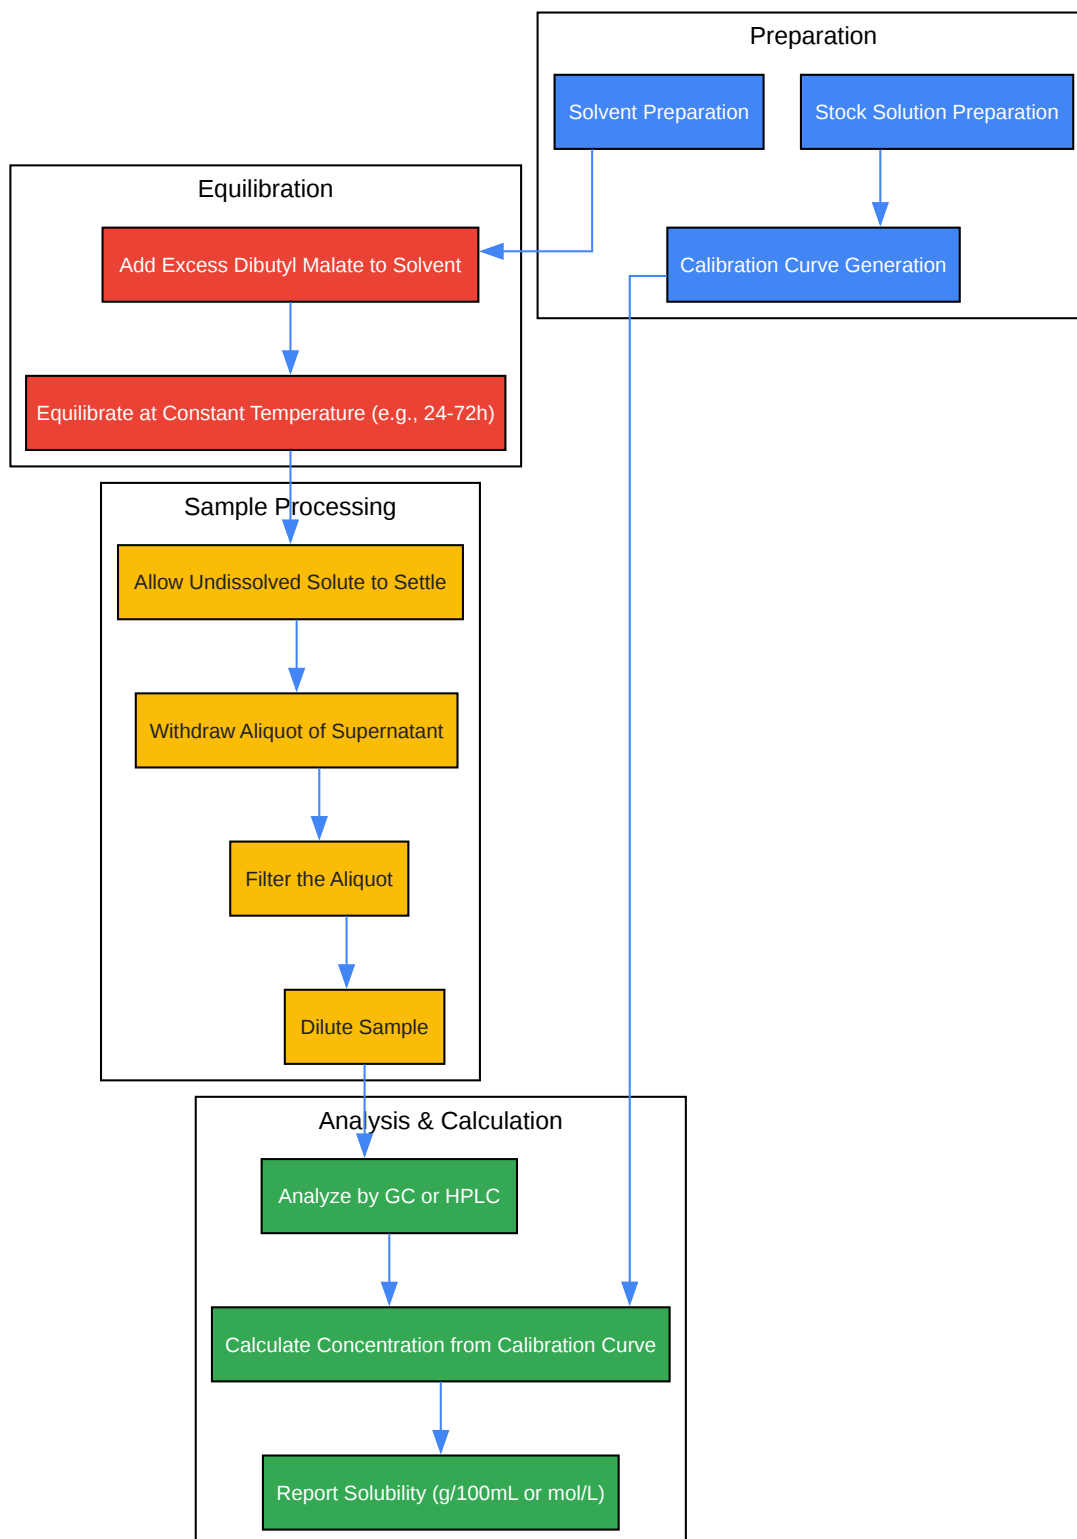 Preparation
Solvent Preparation
Stock Solution Preparation
Calibration Curve Generation
Equilibration
Add Excess Dibutyl Malate to Solvent
Equilibrate at Constant Temperature (e.g., 24-72h)
Sample Processing
Allow Undissolved Solute to Settle
Withdraw Aliquot of Supernatant
Filter the Aliquot
Dilute Sample
Analysis & Calculation
Analyze by GC or HPLC
Calculate Concentration from Calibration Curve
Report Solubility (g/100mL or mol/L)